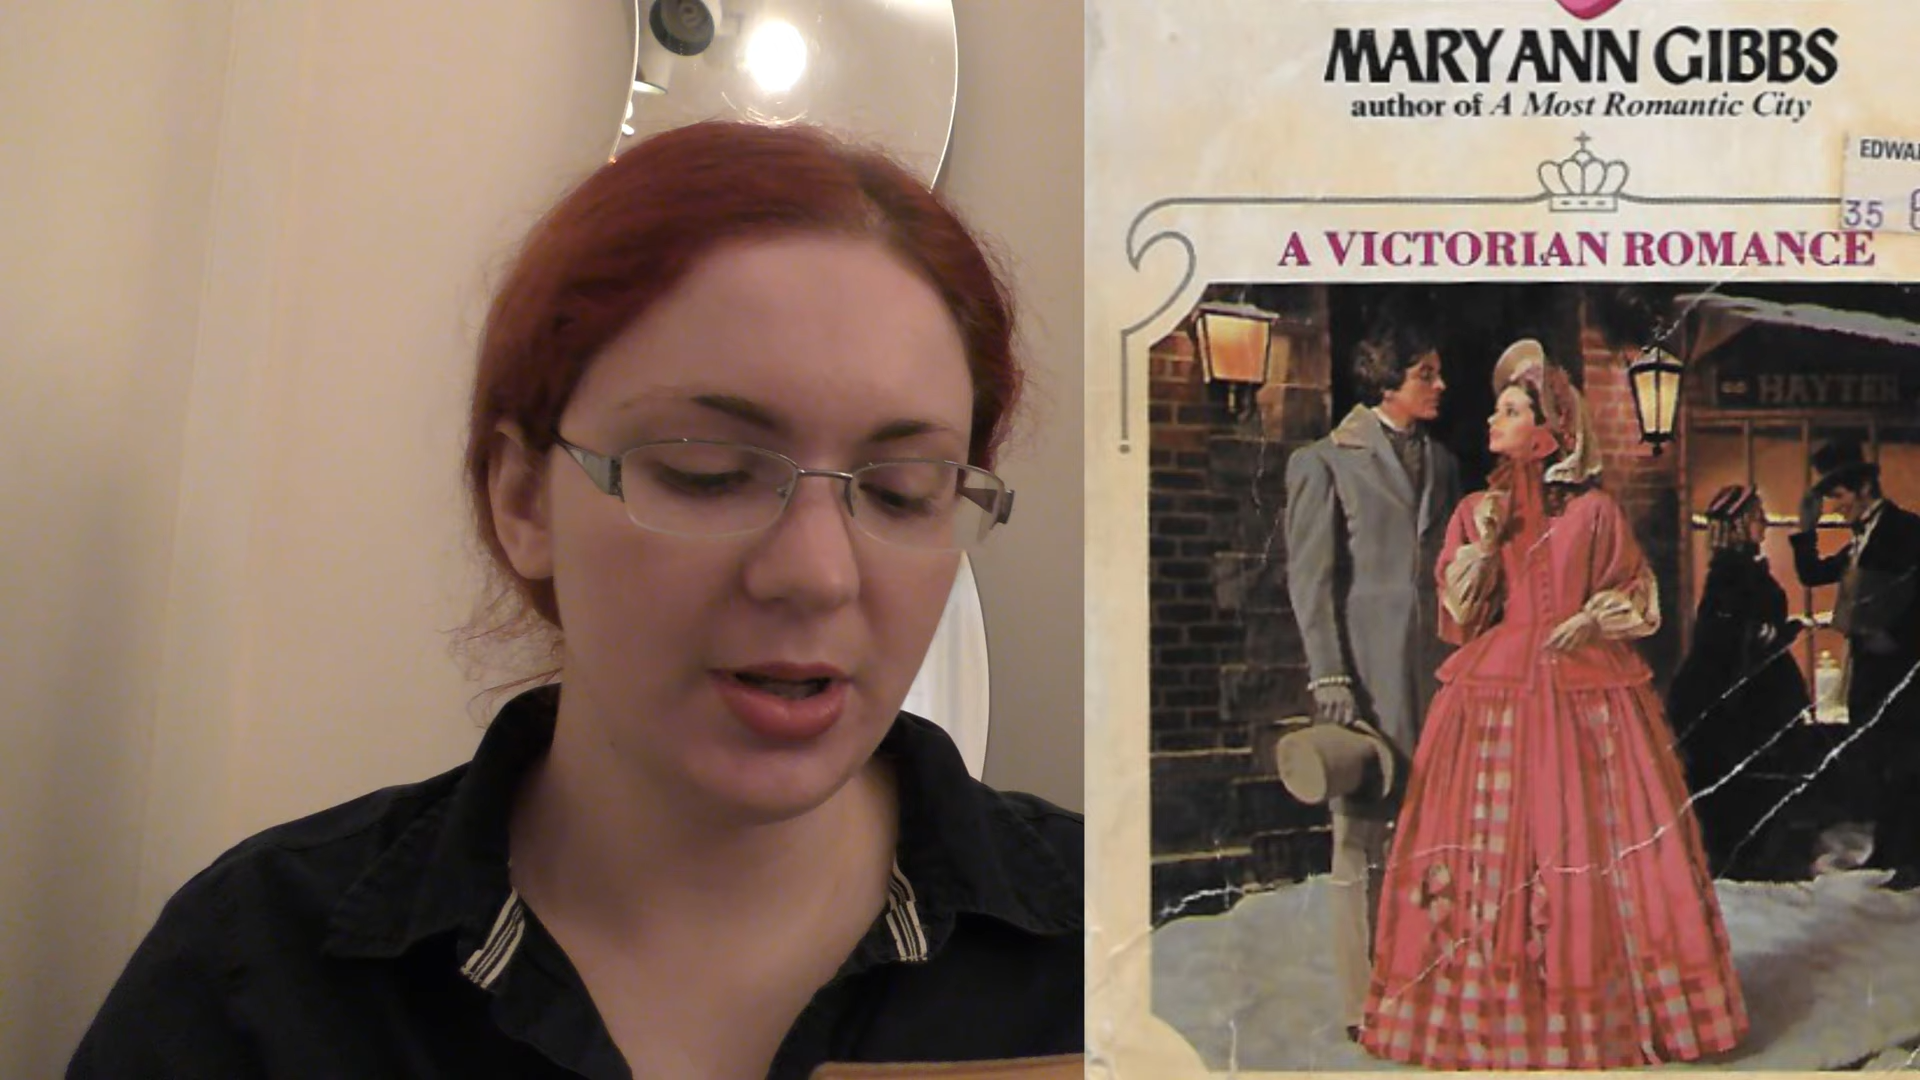 MARY ANN GIBBS
author of A Most Romantic City
EDWA
35
A VICTORIAN ROMANCE
HAYTER